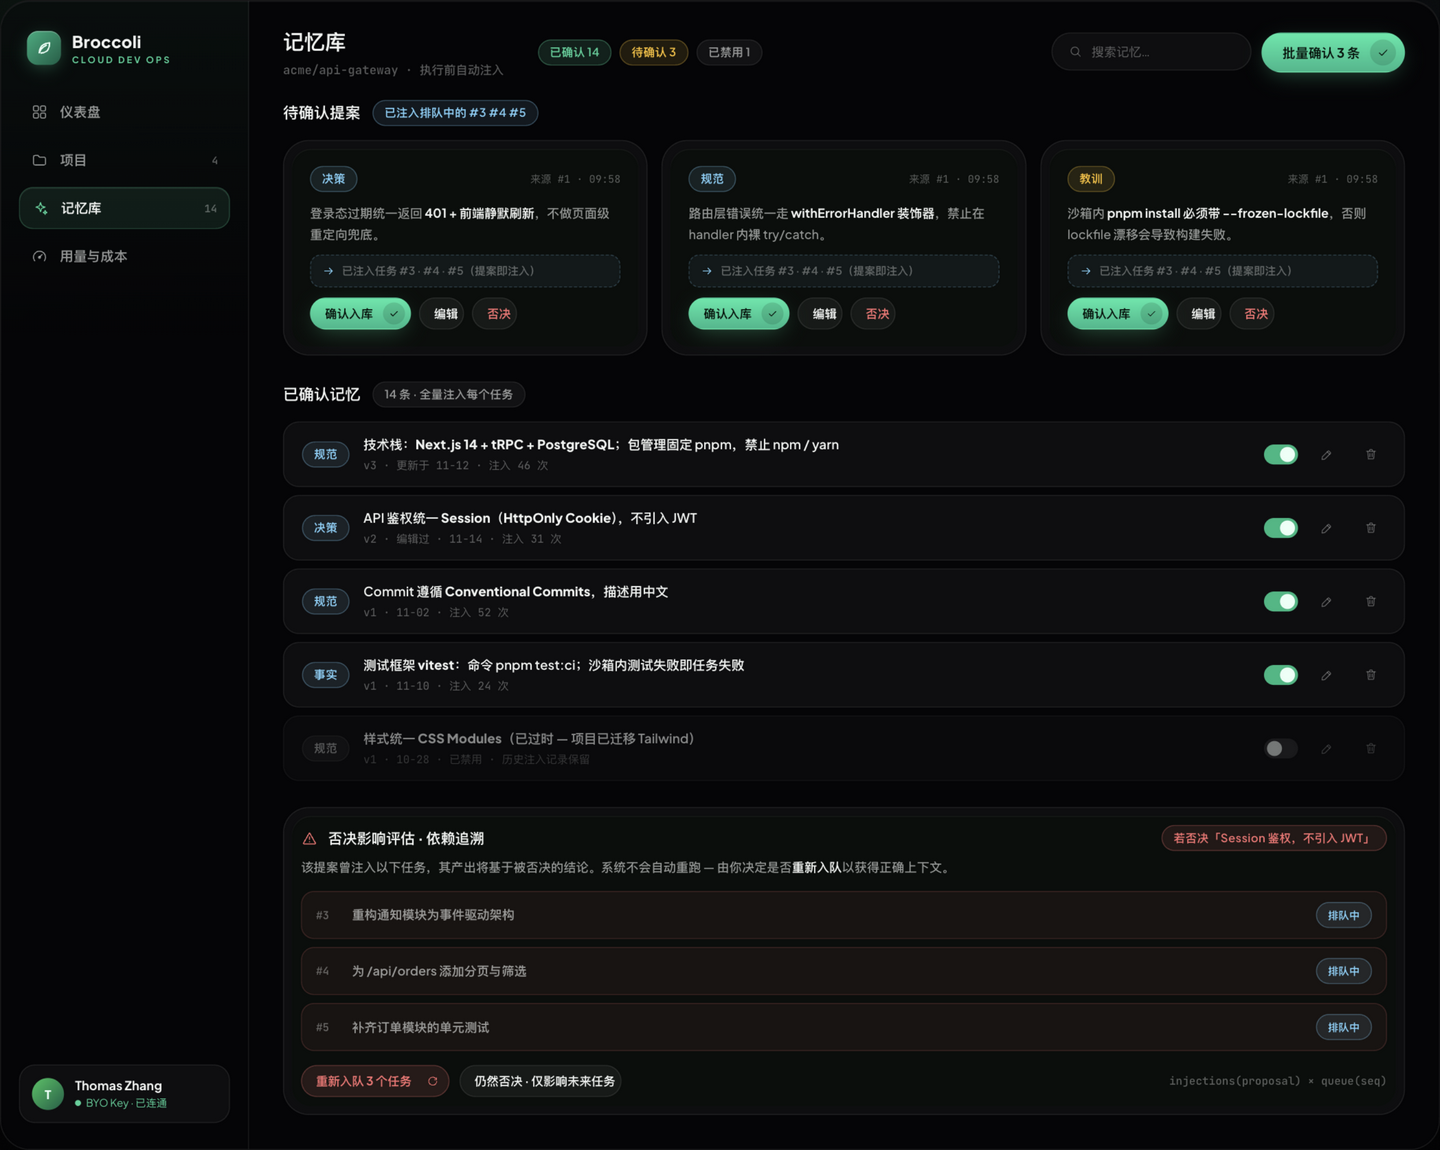 Broccoli
CLOUD DEV OPS
仪表盘
项目 4
记忆库 14
用量与成本
Thomas Zhang
BYO Key · 已连通
T
记忆库
acme/api-gateway · 执行前自动注入
已确认 14
待确认 3
已禁用 1
搜索记忆...
批量确认 3 条
待确认提案
已注入排队中的 #3 #4 #5
决策
来源 #1 · 09:58
登录态过期统一返回 401 + 前端静默刷新，不做页面级
重定向兜底。
已注入任务 #3 · #4 · #5（提案即注入）
确认入库
编辑
否决
规范
来源 #1 · 09:58
路由层错误统一走 withErrorHandler 装饰器，禁止在
handler 内裸 try/catch。
已注入任务 #3 · #4 · #5（提案即注入）
确认入库
编辑
否决
教训
来源 #1 · 09:58
沙箱内 pnpm install 必须带 --frozen-lockfile，否则
lockfile 漂移会导致构建失败。
已注入任务 #3 · #4 · #5（提案即注入）
确认入库
编辑
否决
已确认记忆
14 条 · 全量注入每个任务
规范
技术栈：Next.js 14 + tRPC + PostgreSQL；包管理固定 pnpm，禁止 npm / yarn
v3 · 更新于 11-12 · 注入 46 次
决策
API 鉴权统一 Session（HttpOnly Cookie），不引入 JWT
v2 · 编辑过 · 11-14 · 注入 31 次
规范
Commit 遵循 Conventional Commits，描述用中文
v1 · 11-02 · 注入 52 次
事实
测试框架 vitest：命令 pnpm test:ci；沙箱内测试失败即任务失败
v1 · 11-10 · 注入 24 次
规范
样式统一 CSS Modules（已过时 — 项目已迁移 Tailwind）
v1 · 10-28 · 已禁用 · 历史注入记录保留
否决影响评估 · 依赖追溯
若否决「Session 鉴权，不引入 JWT」
该提案曾注入以下任务，其产出将基于被否决的结论。系统不会自动重跑 — 由你决定是否重新入队以获得正确上下文。
#3 重构通知模块为事件驱动架构 排队中
#4 为 /api/orders 添加分页与筛选 排队中
#5 补齐订单模块的单元测试 排队中
重新入队 3 个任务
仍然否决 · 仅影响未来任务
injections(proposal) × queue(seq)